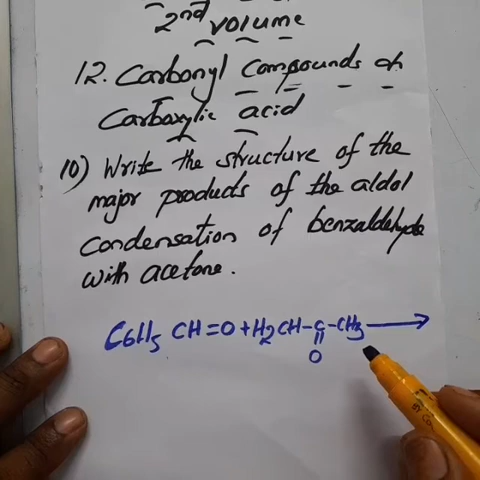 2nd volume
12. Carbonyl Compounds &
Carboxylic acid
10) Write the structure of the
major products of the aldol
condensation of benzaldehyde
with acetone.
C6H5 CH=O+H2CH-C-CH3⟶
||
O